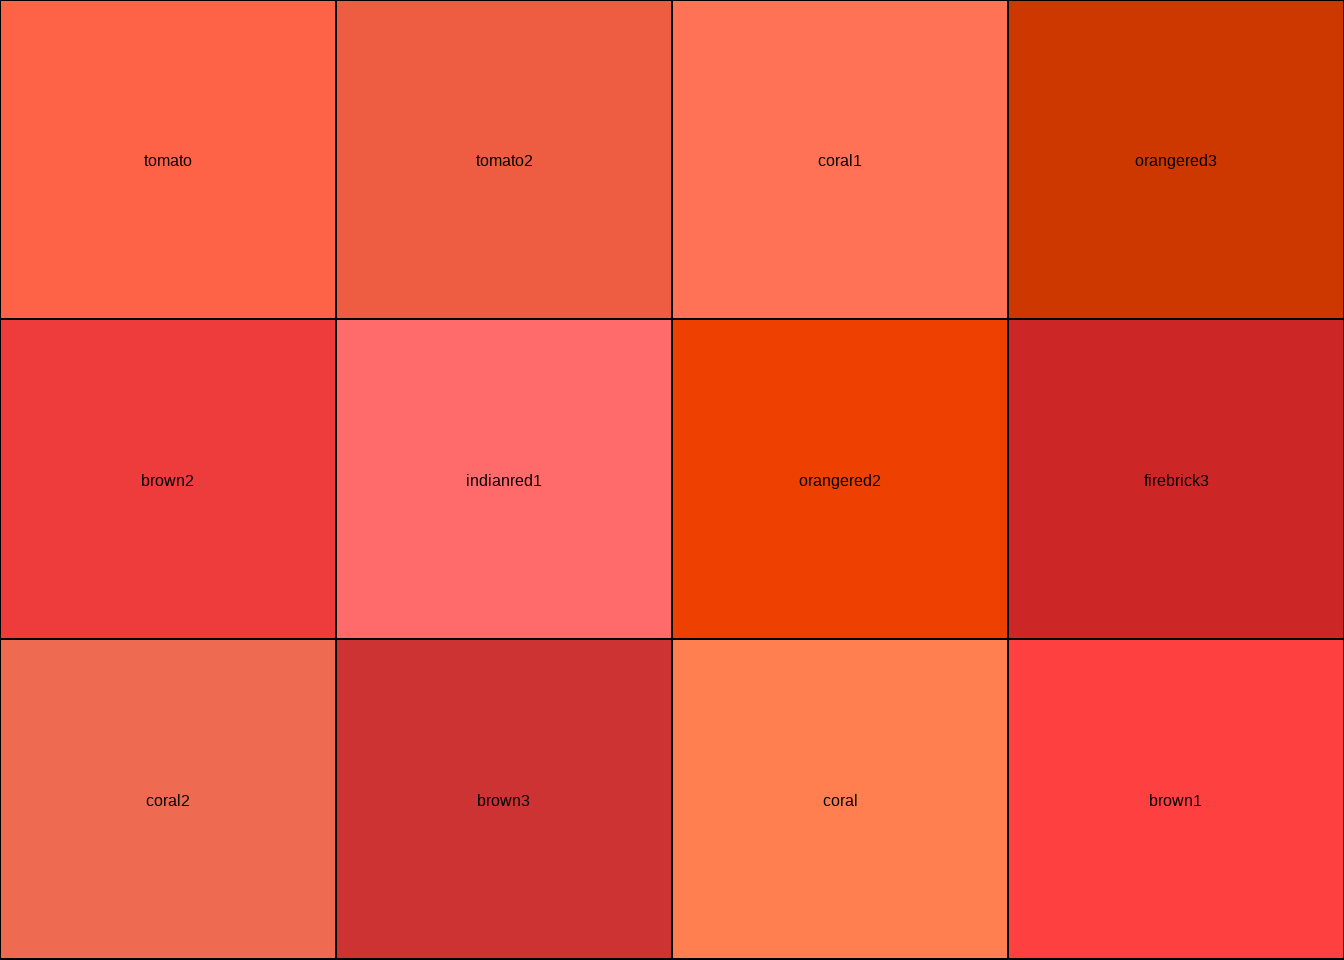 tomato
tomato2
coral1
orangered3
brown2
indianred1
orangered2
firebrick3
coral2
brown3
coral
brown1